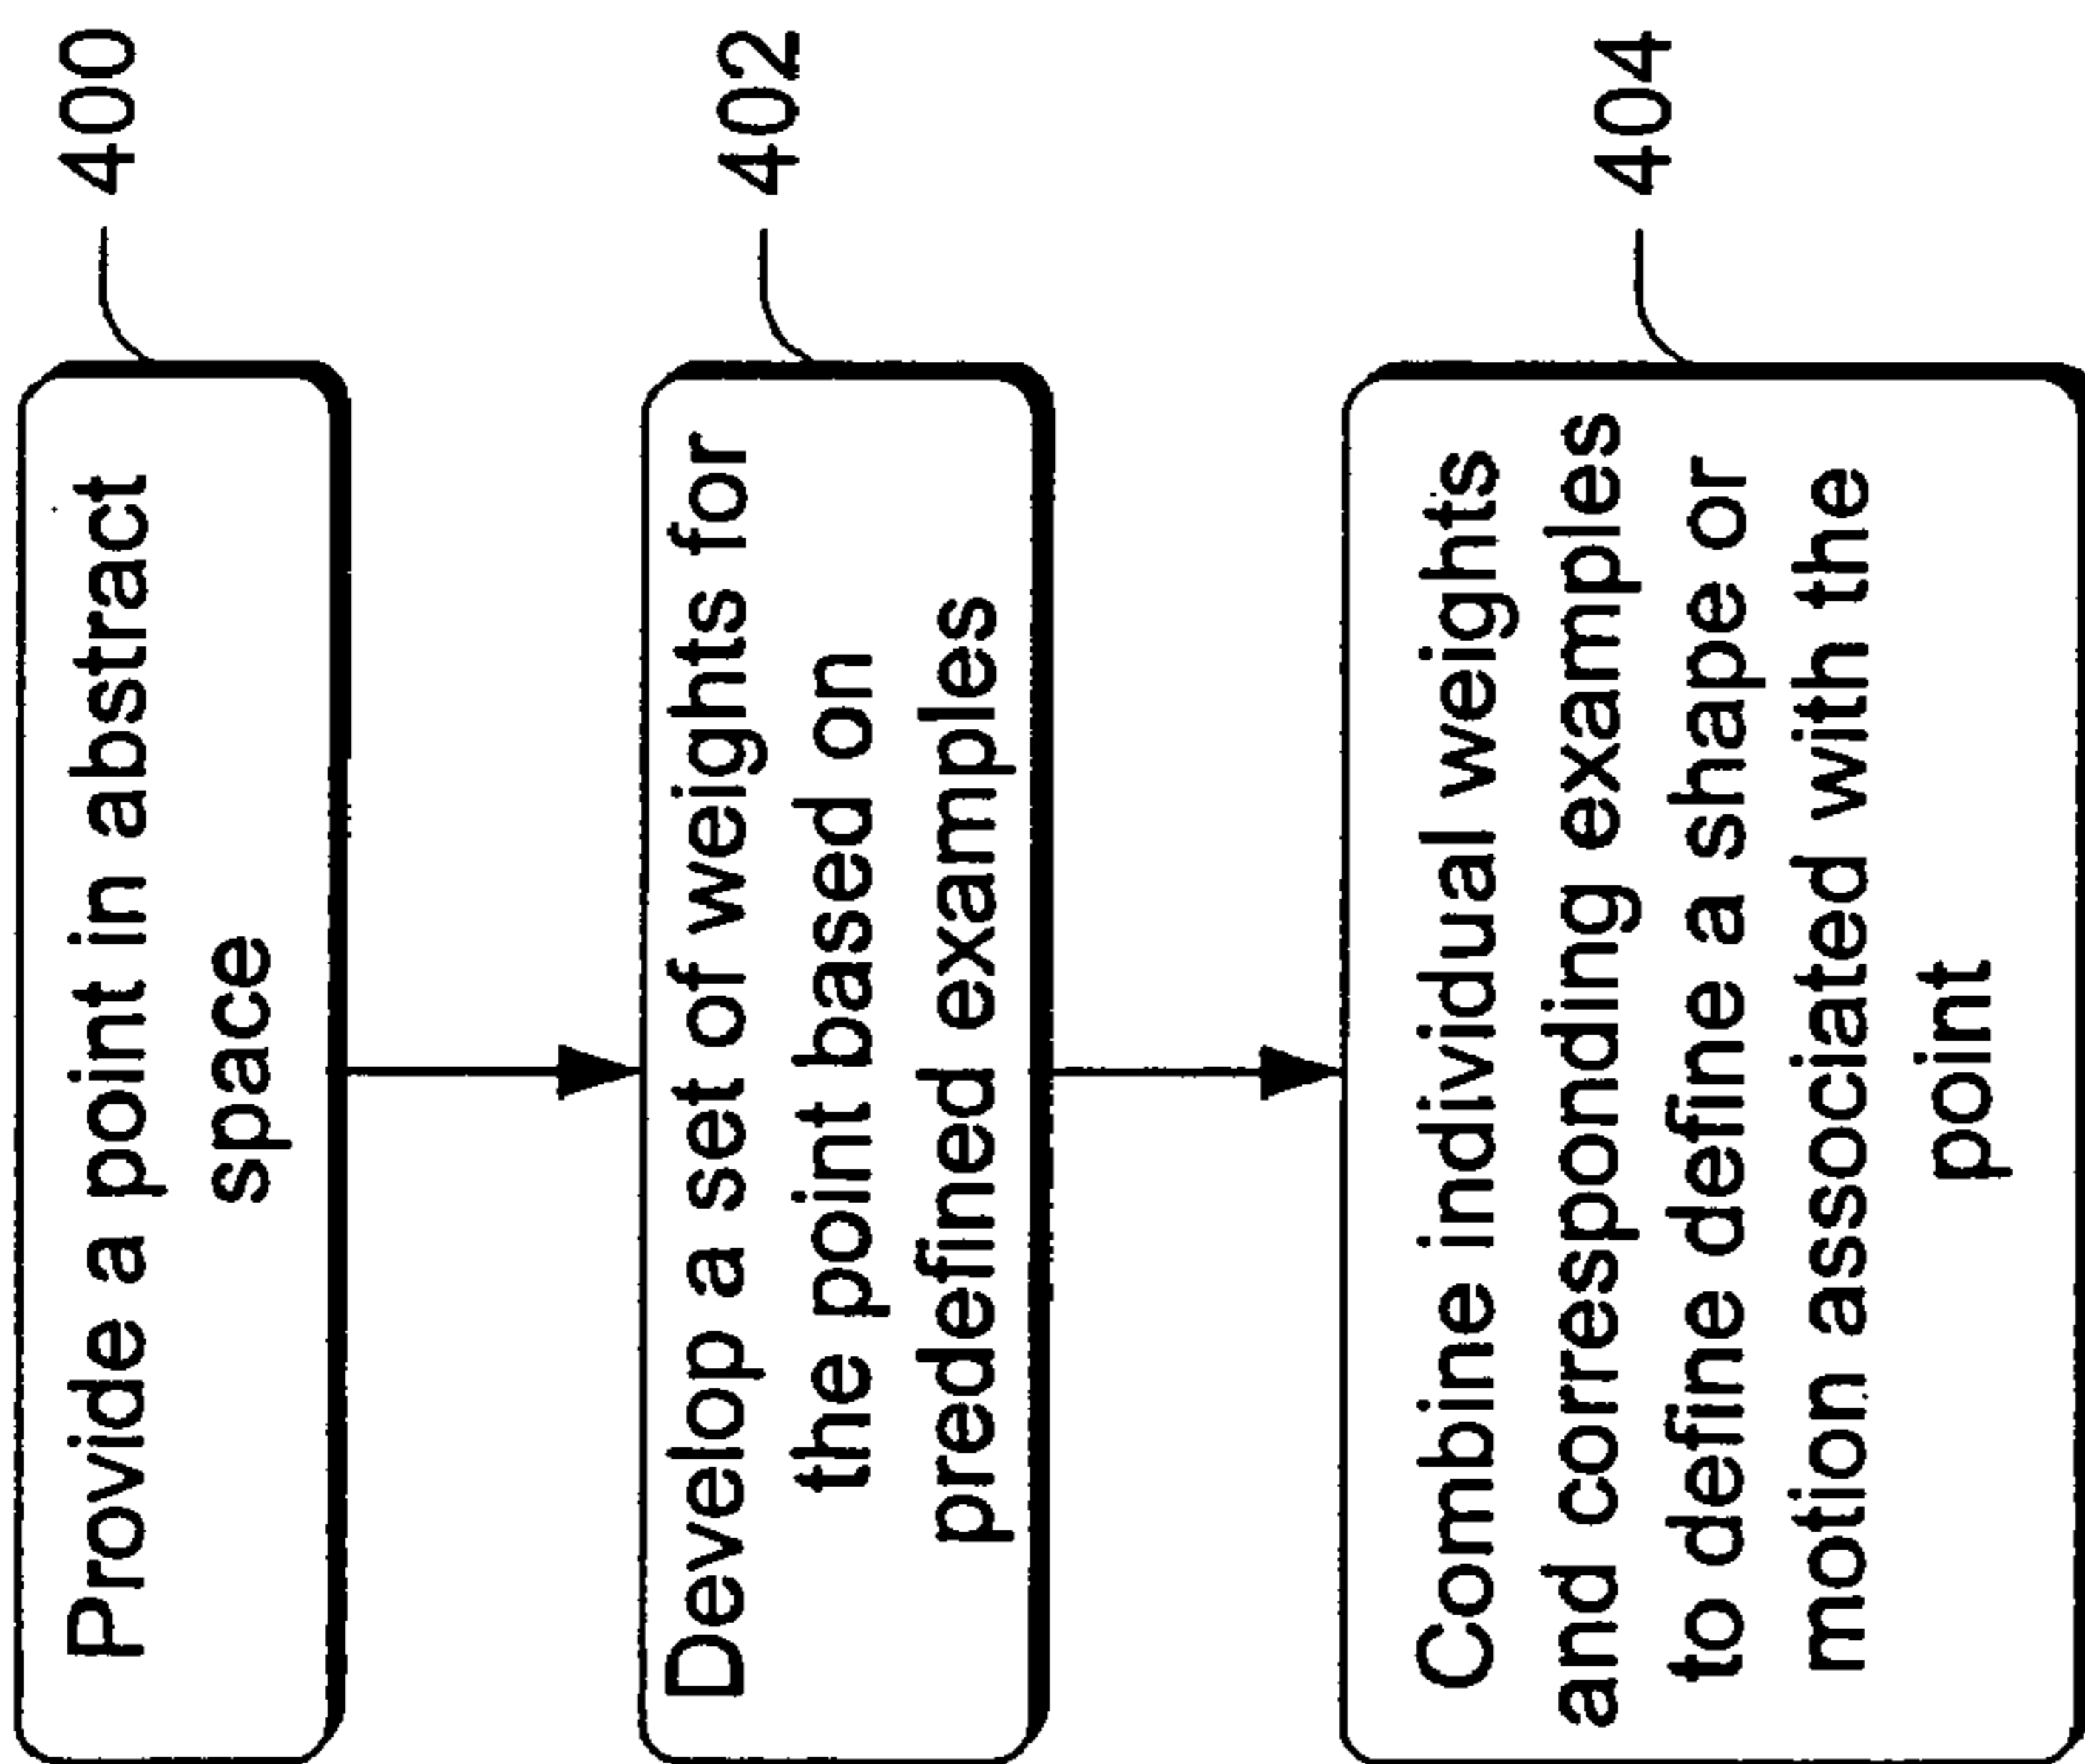 Provide a point in abstract
space
400
Develop a set of weights for
the point based on
predefined examples
402
Combine individual weights
and corresponding examples
to define define a shape or
motion associated with the
point
404